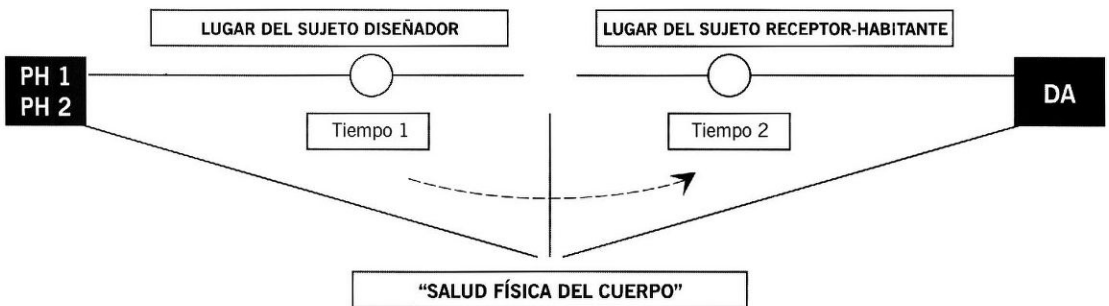 LUGAR DEL SUJETO DISEÑADOR
LUGAR DEL SUJETO RECEPTOR-HABITANTE
PH 1
PH 2
DA
Tiempo 1
Tiempo 2
“SALUD FÍSICA DEL CUERPO”